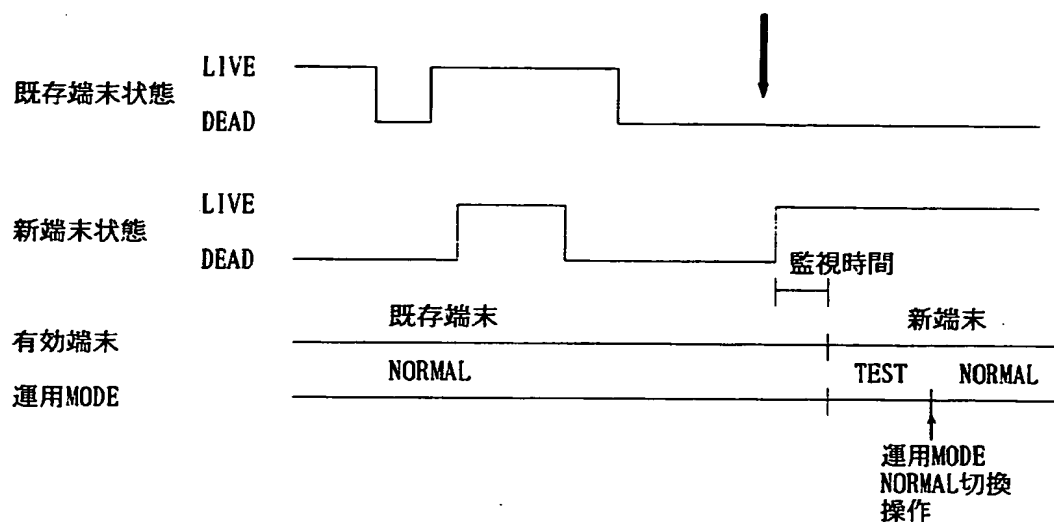 既存端末状態
LIVE
DEAD
新端末状態
LIVE
DEAD
監視時間
有効端末
既存端末
新端末
運用MODE
NORMAL
TEST
NORMAL
運用MODE
NORMAL切換
操作